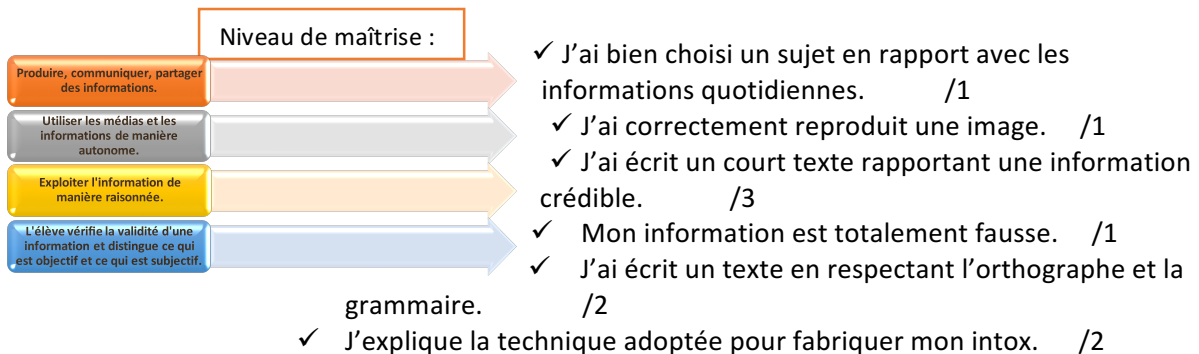 Niveau de maîtrise :
Produire, communiquer, partager
des informations.
Utiliser les médias et les
informations de manière
autonome.
Exploiter l'information de
manière raisonnée.
L'élève vérifie la validité d'une
information et distingue ce qui
est objectif et ce qui est subjectif.
✓ J'ai bien choisi un sujet en rapport avec les
informations quotidiennes. /1
✓ J'ai correctement reproduit une image. /1
✓ J'ai écrit un court texte rapportant une information
crédible. /3
✓ Mon information est totalement fausse. /1
✓ J'ai écrit un texte en respectant l'orthographe et la
grammaire. /2
✓ J'explique la technique adoptée pour fabriquer mon intox. /2